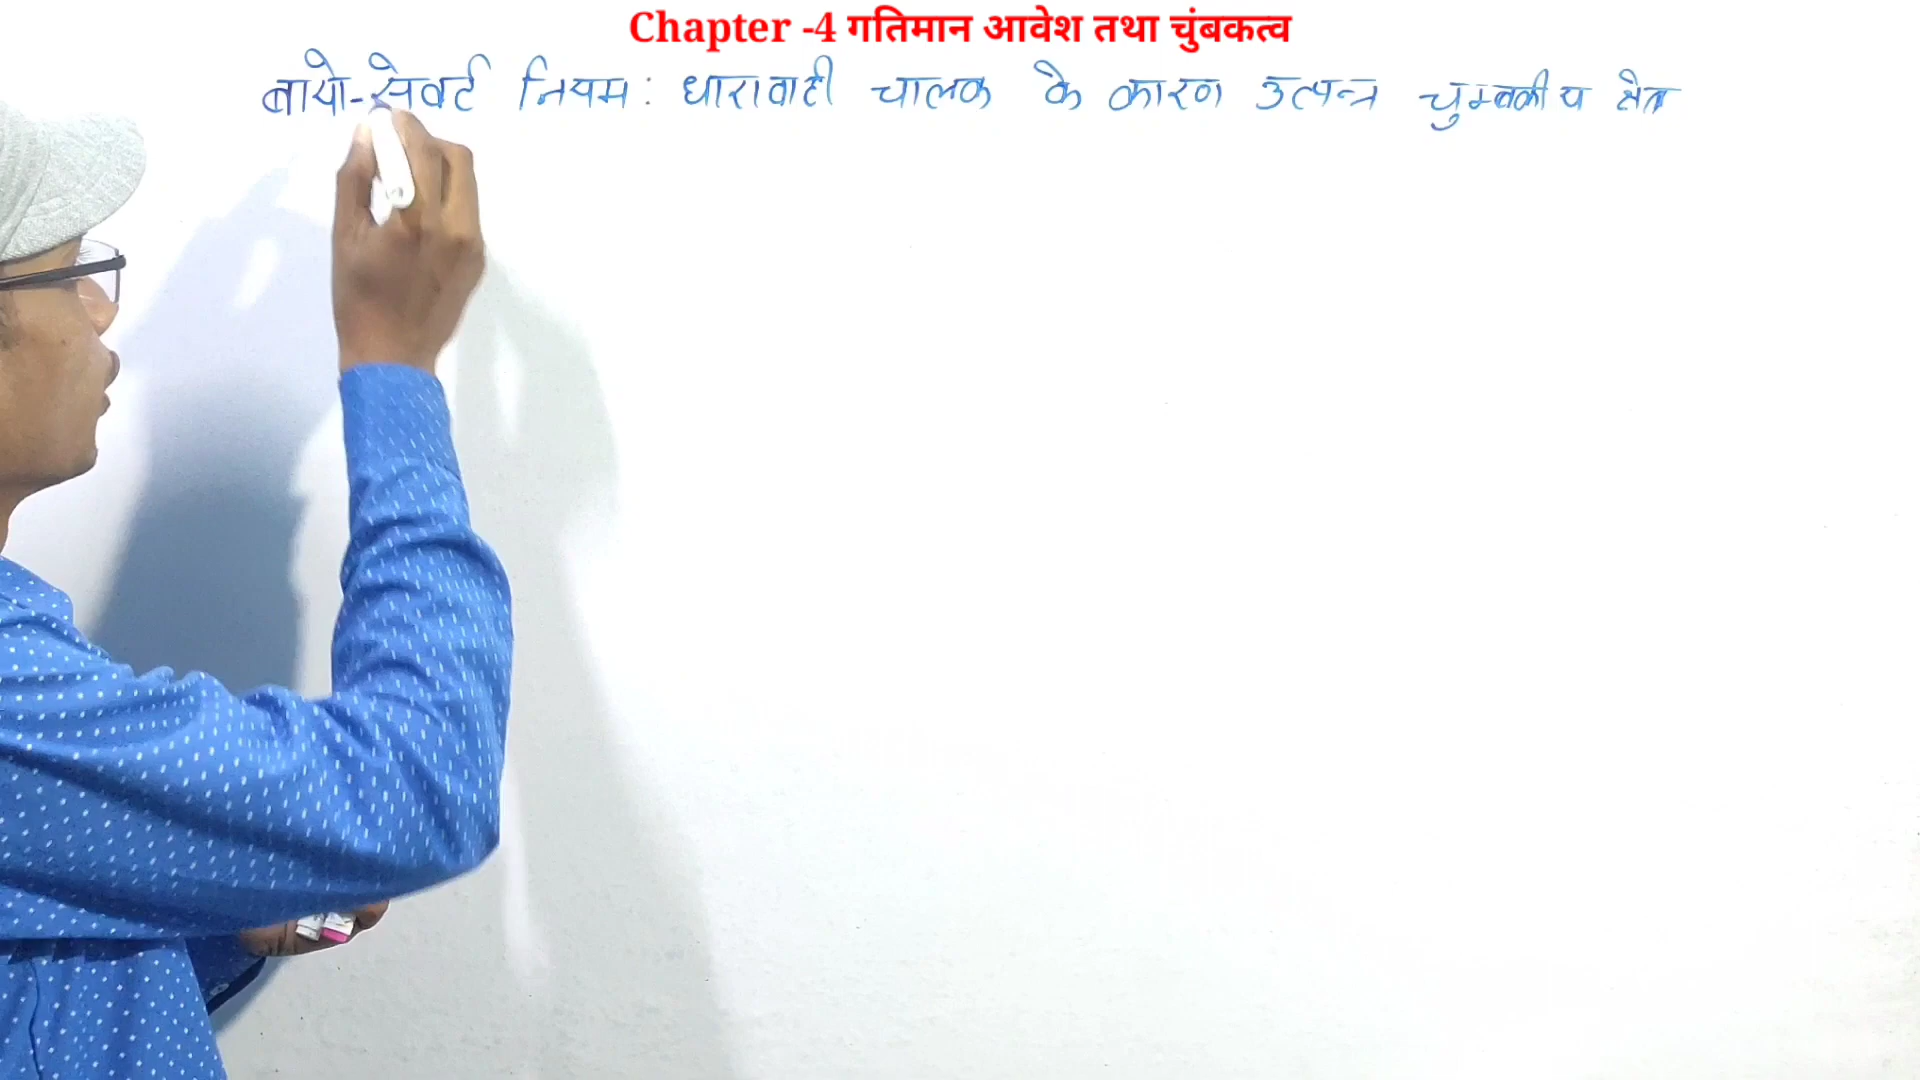 Chapter -4 गतिमान आवेश तथा चुंबकत्व
बायो-सेवर्ट नियम : धारावाही चालक के कारण उत्पन्न चुम्बकीय क्षेत्र